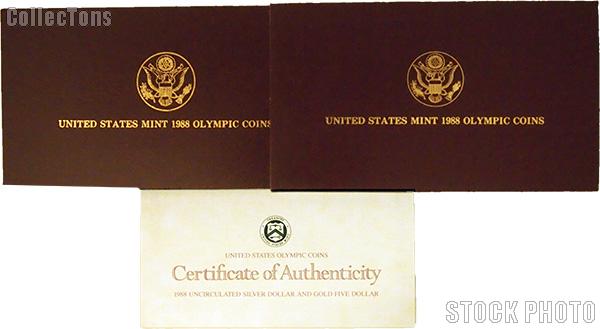 COLLECTONS
UNITED STATES MINT 1988 OLYMPIC COINS
UNITED STATES MINT 1988 OLYMPIC COINS
UNITED STATES OLYMPIC COINS
Certificate of Authenticity
1988 UNCIRCULATED SILVER DOLLAR AND GOLD FIVE DOLLAR
STOCK PHOTO